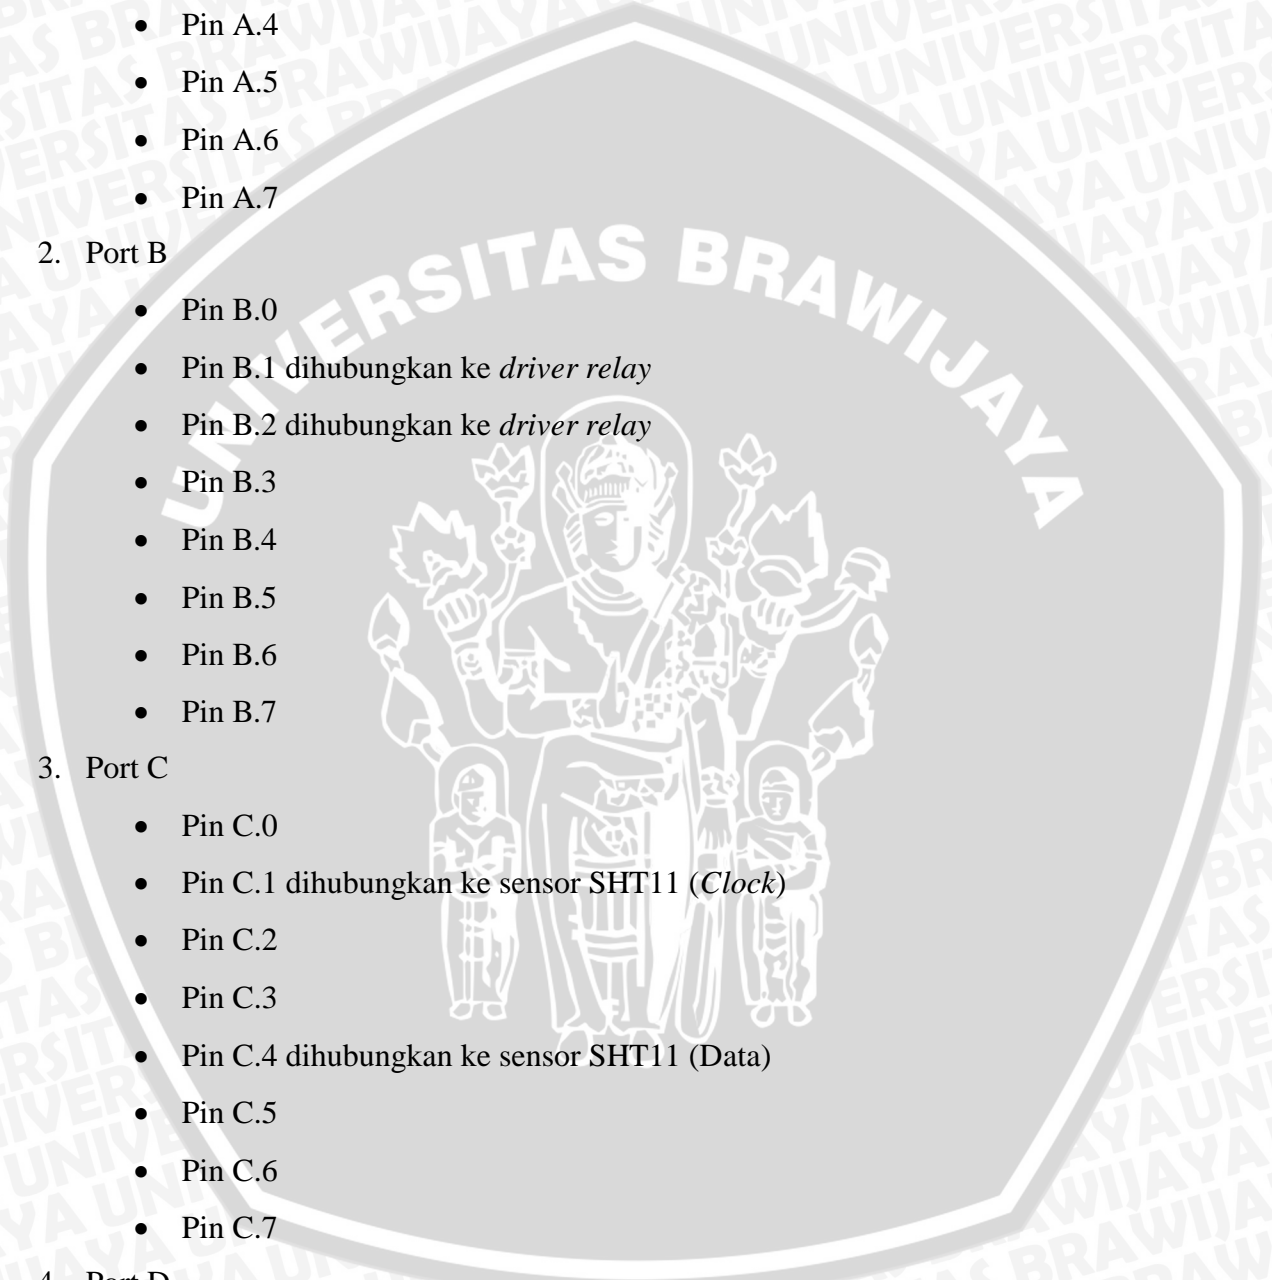 • Pin A.4
• Pin A.5
• Pin A.6
• Pin A.7
2. Port B
• Pin B.0
• Pin B.1 dihubungkan ke driver relay
• Pin B.2 dihubungkan ke driver relay
• Pin B.3
• Pin B.4
• Pin B.5
• Pin B.6
• Pin B.7
3. Port C
• Pin C.0
• Pin C.1 dihubungkan ke sensor SHT11 (Clock)
• Pin C.2
• Pin C.3
• Pin C.4 dihubungkan ke sensor SHT11 (Data)
• Pin C.5
• Pin C.6
• Pin C.7
4. Port D
UNIVERSITAS BRAWIJAYA